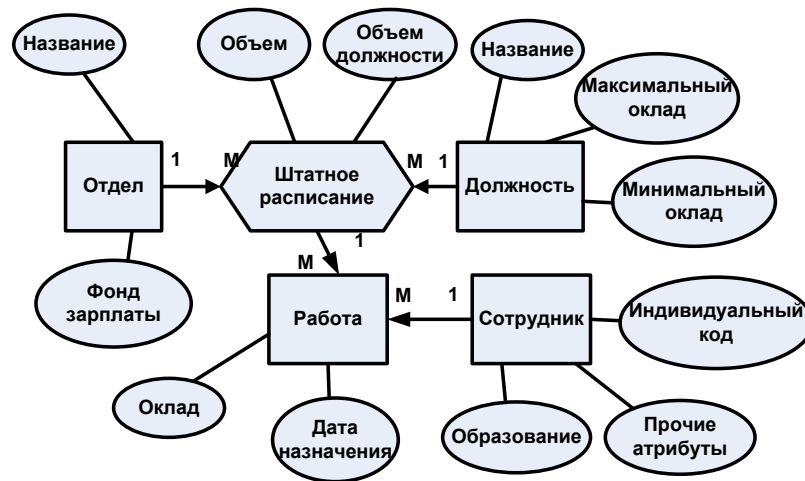 Название
Объем
Объем
должности
Название
Максимальный
оклад
1
М
М
1
Отдел
Штатное
расписание
Должность
Минимальный
оклад
1
М
Фонд
зарплаты
М
1
Работа
Сотрудник
Индивидуальный
код
Оклад
Дата
назначения
Образование
Прочие
атрибуты